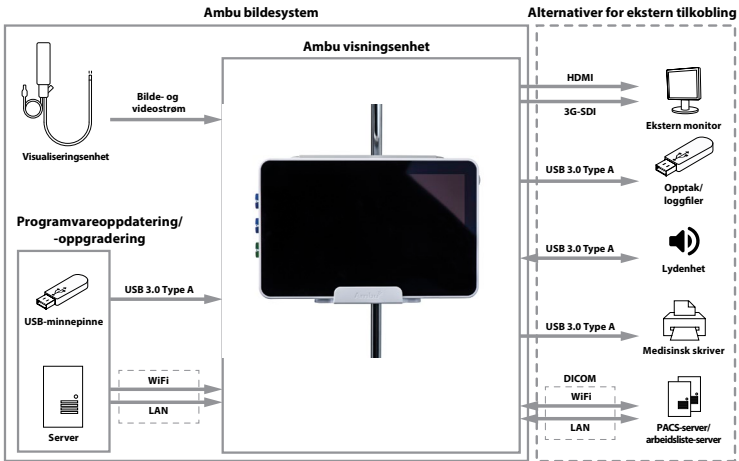 Ambu bildesystem
Alternativer for ekstern tilkobling
Ambu visningsenhet
Visualiseringsenhet
Bilde- og
videostrøm
HDMI
3G-SDI
Ekstern monitor
USB 3.0 Type A
Opptak/
loggfiler
Programvareoppdatering/
-oppgradering
USB-minnepinne
USB 3.0 Type A
USB 3.0 Type A
Lydenhet
USB 3.0 Type A
Medisinsk skriver
Server
WiFi
LAN
DICOM
WiFi
LAN
PACS-server/
arbeidsliste-server